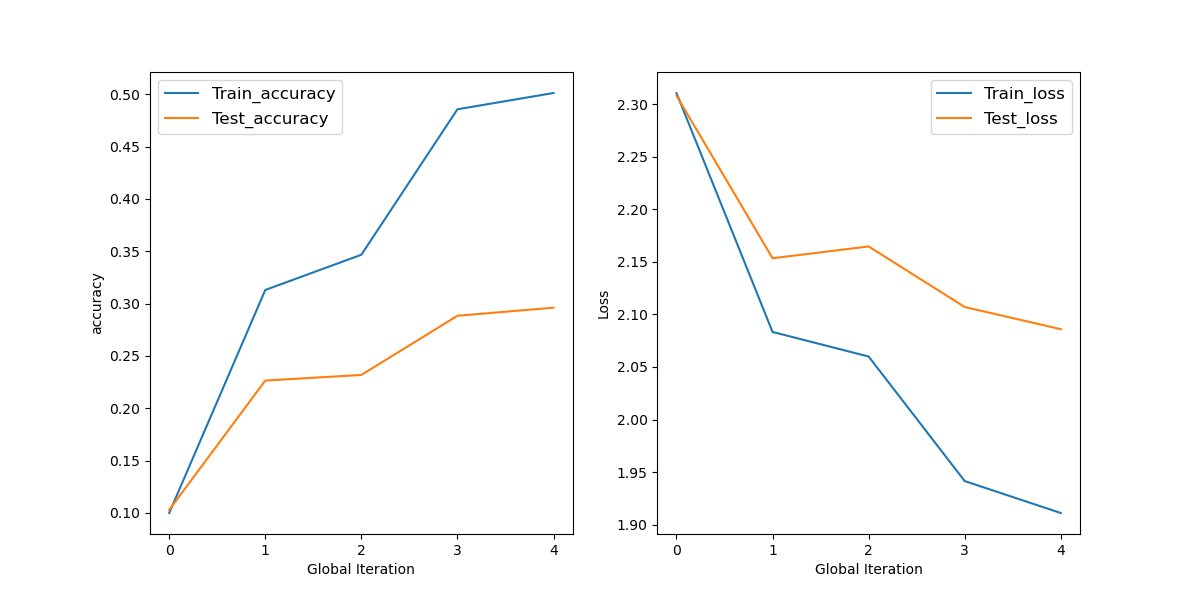 Train_accuracy
Test_accuracy
accuracy
0.50
0.45
0.40
0.35
0.30
0.25
0.20
0.15
0.10
0 1 2 3 4
Global Iteration
Train_loss
Test_loss
Loss
2.30
2.25
2.20
2.15
2.10
2.05
2.00
1.95
1.90
0 1 2 3 4
Global Iteration